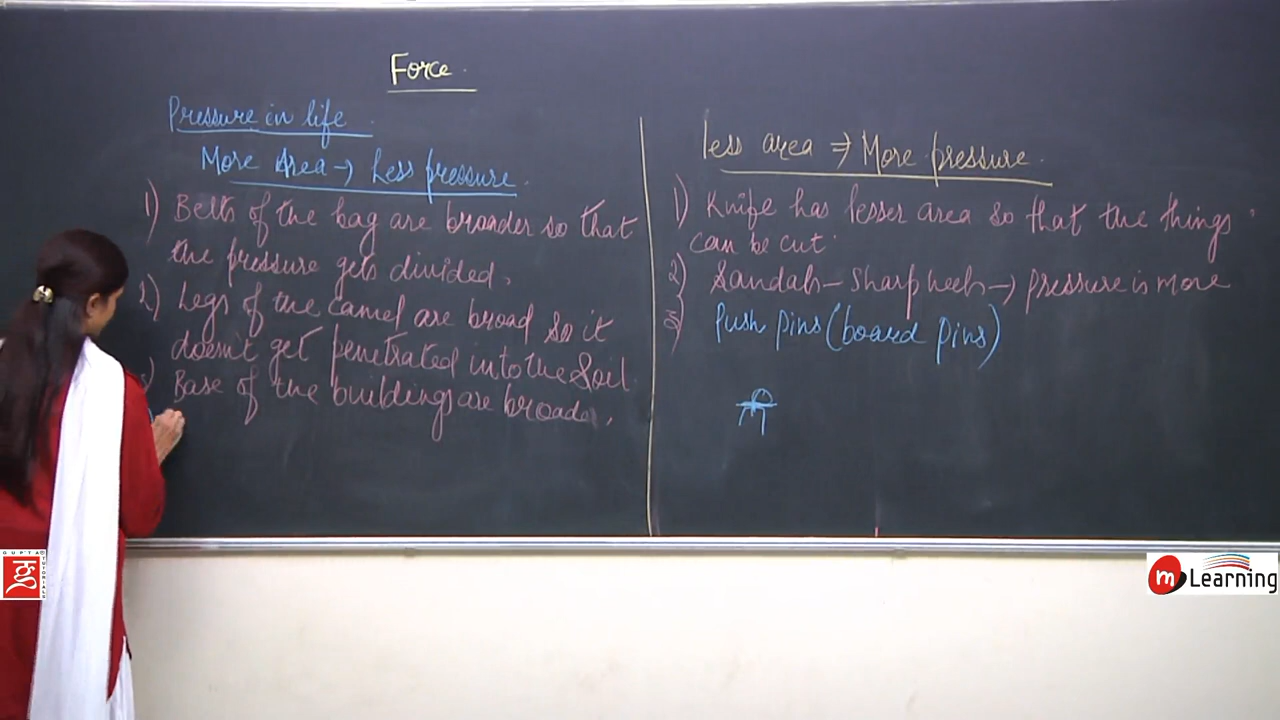 Force.
Pressure in life
More Area → Less pressure.
1) Belts of the bag are broader so that
the pressure gets divided.
2) Legs of the camel are broad so it
doesn't get penetrated into the Soil.
) Base of the buildings are broader,
less area ⇒ More pressure.
1) Knife has lesser area so that the things
can be cut.
2) Sandals - Sharp heels → pressure is more
3) Push pins (board pins)
GUPTA TUTORIALS
m Learning